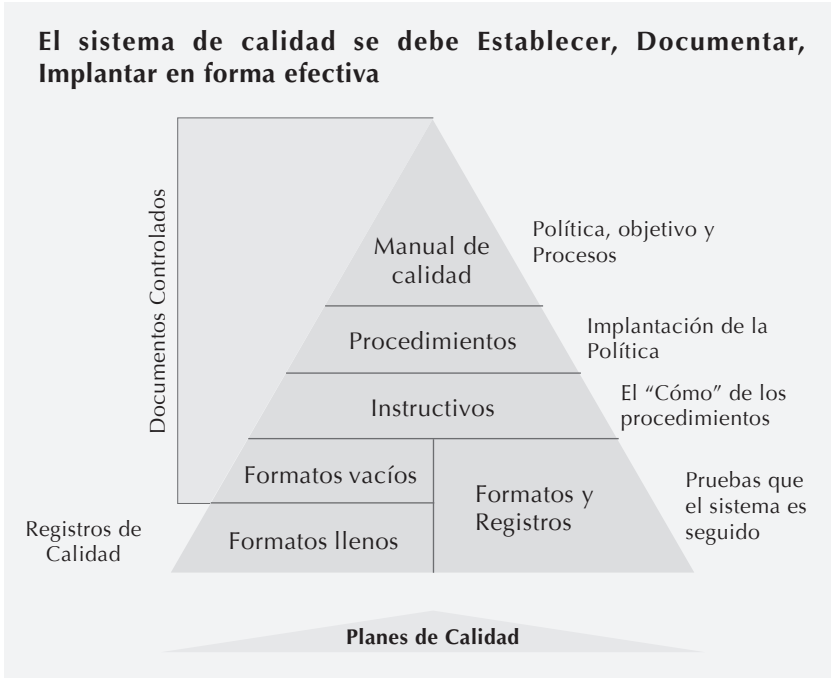 El sistema de calidad se debe Establecer, Documentar,
Implantar en forma efectiva
Documentos Controlados
Manual de
calidad
Política, objetivo y
Procesos
Procedimientos
Implantación de la
Política
Instructivos
El “Cómo” de los
procedimientos
Formatos vacíos
Formatos y
Registros
Pruebas que
el sistema es
seguido
Registros de
Calidad
Formatos llenos
Planes de Calidad